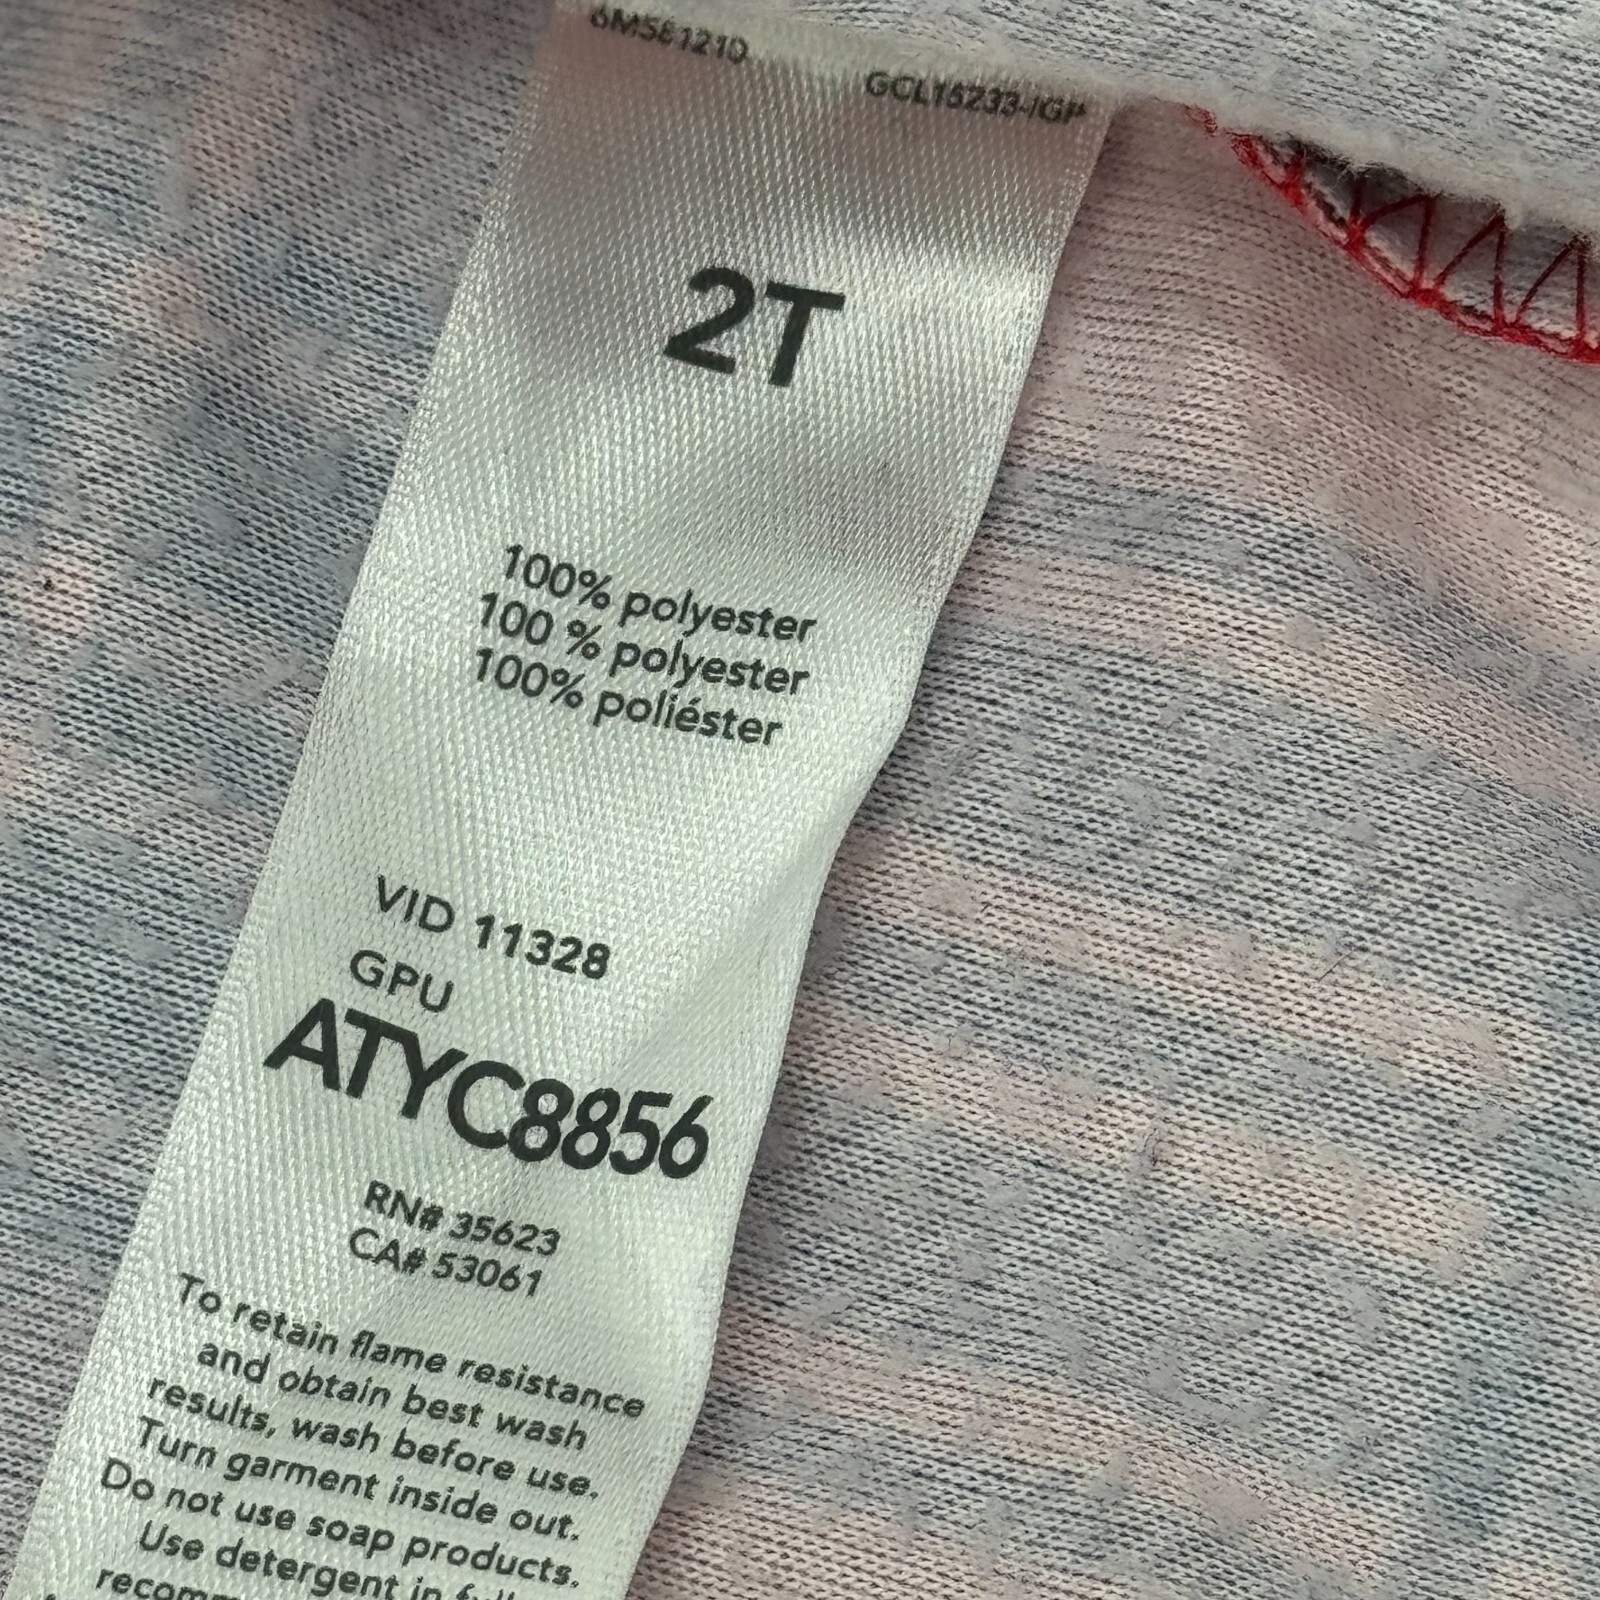 6M581210
GCL15233-IGP
2T
100% polyester
100 % polyester
100% poliéster
VID 11328
GPU
ATYC8856
RN# 35623
CA# 53061
To retain flame resistance
and obtain best wash
results, wash before use.
Turn garment inside out.
Do not use soap products.
Use detergent in